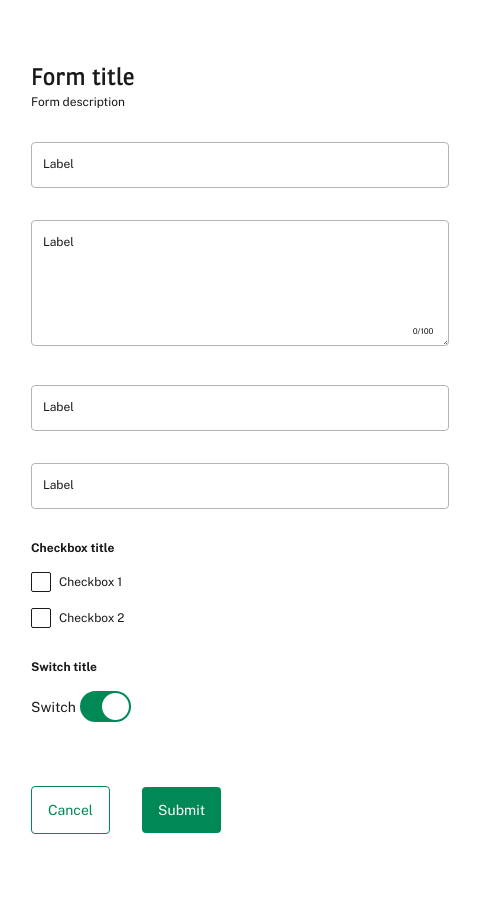 Form title
Form description
Label
Label
0/100
Label
Label
Checkbox title
Checkbox 1
Checkbox 2
Switch title
Switch
Cancel Submit